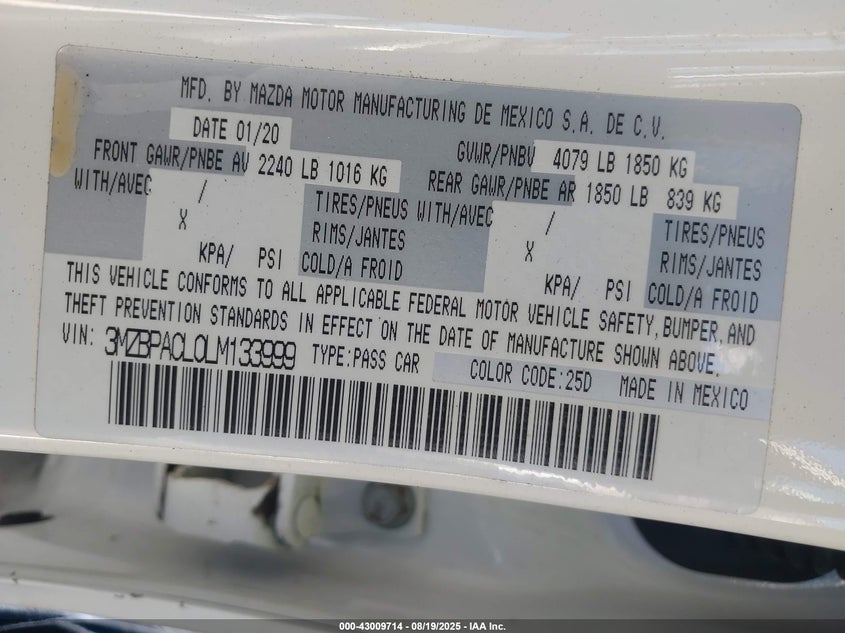 MFD. BY MAZDA MOTOR MANUFACTURING DE MEXICO S.A. DE C.V.
DATE 01/20
GVWR/PNBV 4079 LB 1850 KG
FRONT GAWR/PNBE AV 2240 LB 1016 KG
REAR GAWR/PNBE AR 1850 LB 839 KG
WITH/AVEC / TIRES/PNEUS WITH/AVEC / TIRES/PNEUS
X RIMS/JANTES X RIMS/JANTES
KPA/ PSI COLD/A FROID KPA/ PSI COLD/A FROID
THIS VEHICLE CONFORMS TO ALL APPLICABLE FEDERAL MOTOR VEHICLE SAFETY, BUMPER, AND
THEFT PREVENTION STANDARDS IN EFFECT ON THE DATE OF MANUFACTURE SHOWN ABOVE.
VIN: 3MZBPACL0LM133999 TYPE:PASS CAR COLOR CODE:25D MADE IN MEXICO
000-43009714 - 08/19/2025 - IAA Inc.